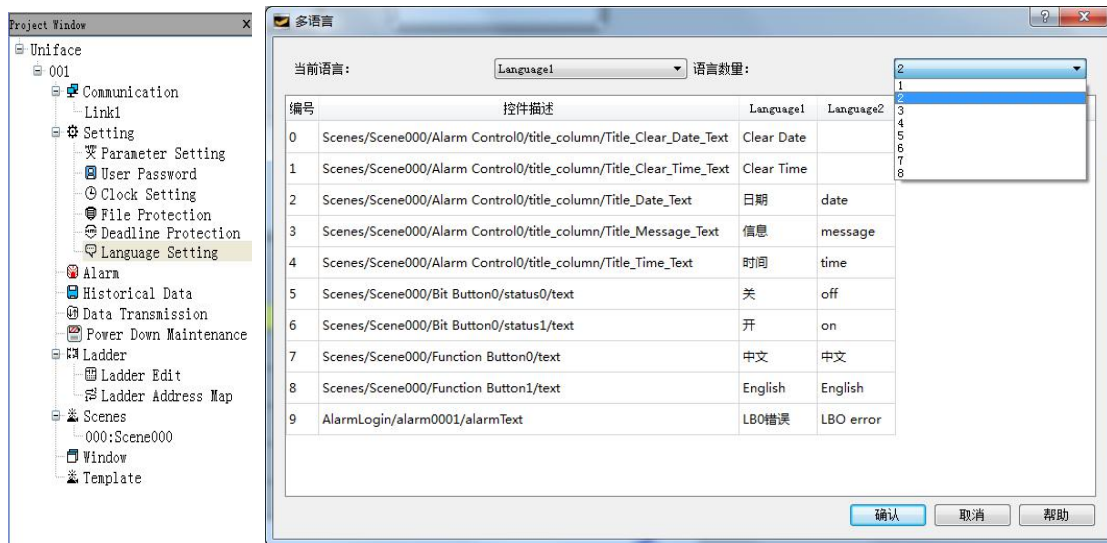 Project Window X
Uniface
001
Communication
Link1
Setting
Parameter Setting
User Password
Clock Setting
File Protection
Deadline Protection
Language Setting
Alarm
Historical Data
Data Transmission
Power Down Maintenance
Ladder
Ladder Edit
Ladder Address Map
Scenes
000:Scene000
Window
Template
多语言
当前语言: Language1 语言数量: 2
1
2
3
4
5
6
7
8
编号 控件描述 Language1 Language2
0 Scenes/Scene000/Alarm Control0/title_column/Title_Clear_Date_Text Clear Date
1 Scenes/Scene000/Alarm Control0/title_column/Title_Clear_Time_Text Clear Time
2 Scenes/Scene000/Alarm Control0/title_column/Title_Date_Text 日期 date
3 Scenes/Scene000/Alarm Control0/title_column/Title_Message_Text 信息 message
4 Scenes/Scene000/Alarm Control0/title_column/Title_Time_Text 时间 time
5 Scenes/Scene000/Bit Button0/status0/text 关 off
6 Scenes/Scene000/Bit Button0/status1/text 开 on
7 Scenes/Scene000/Function Button0/text 中文 中文
8 Scenes/Scene000/Function Button1/text English English
9 AlarmLogin/alarm0001/alarmText LB0错误 LBO error
确认 取消 帮助